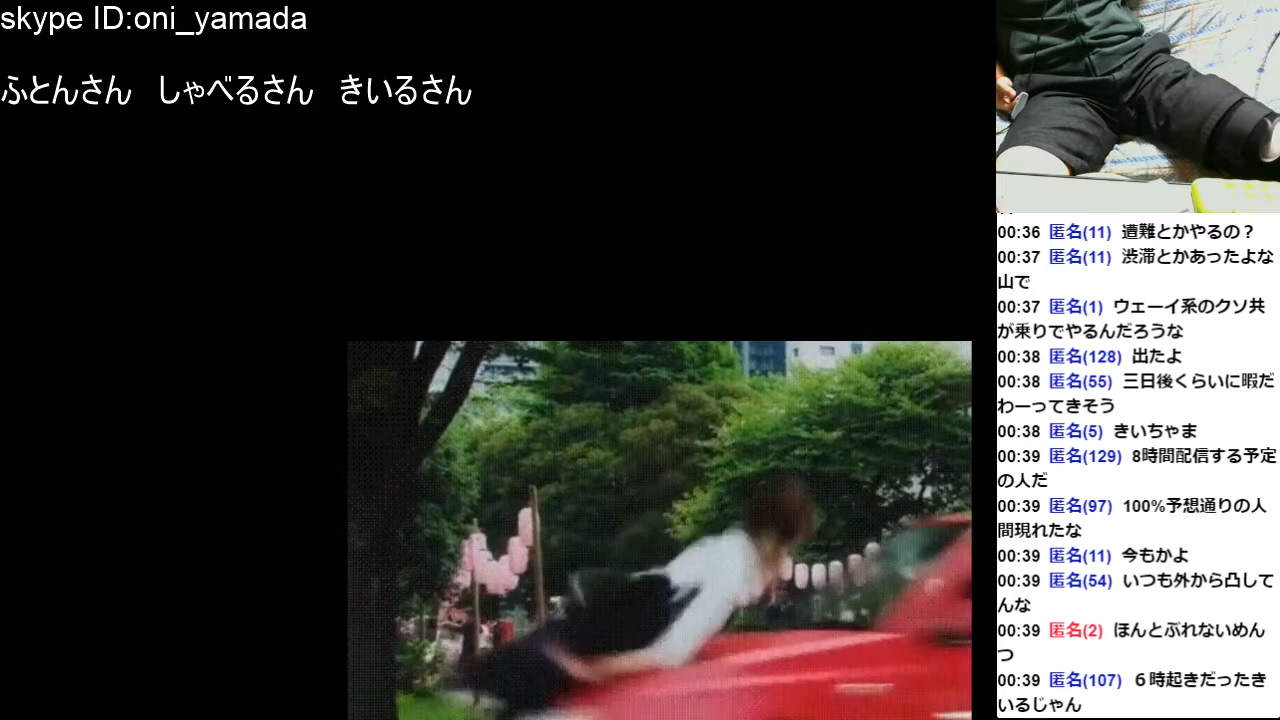 skype ID:oni_yamada
ふとんさん　しゃべるさん　きいるさん
00:36 匿名(11) 遭難とかやるの？
00:37 匿名(11) 渋滞とかあったよな
山で
00:37 匿名(1) ウェーイ系のクソ共
が乗りでやるんだろうな
00:38 匿名(128) 出たよ
00:38 匿名(55) 三日後くらいに暇だ
わーってきそう
00:38 匿名(5) きいちゃま
00:39 匿名(129) 8時間配信する予定
の人だ
00:39 匿名(97) 100%予想通りの人
間現れたな
00:39 匿名(11) 今もかよ
00:39 匿名(54) いつも外から凸して
んな
00:39 匿名(2) ほんとぶれないめん
つ
00:39 匿名(107) ６時起きだったき
いるじゃん